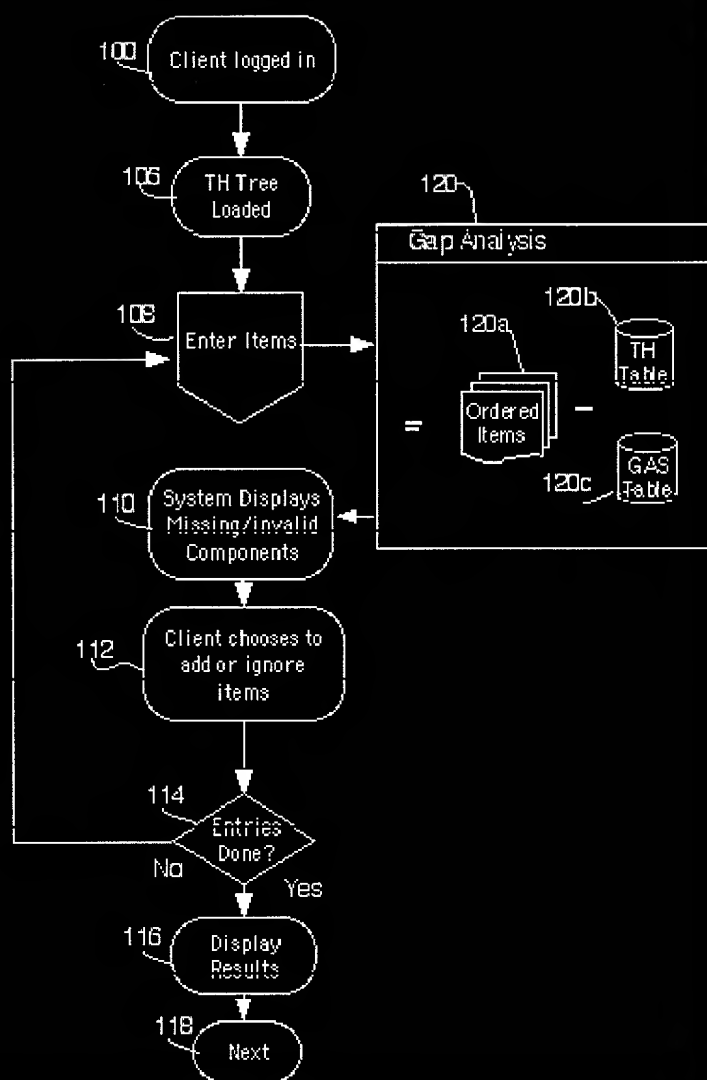 100
Client logged in
106
TH Tree
Loaded
108
Enter Items
120
Gap Analysis
120a
120b
TH
Table
=
Ordered
Items
–
120c
GAS
Table
110
System Displays
Missing/invalid
Components
112
Client chooses to
add or ignore
items
114
Entries
Done?
No
Yes
116
Display
Results
118
Next